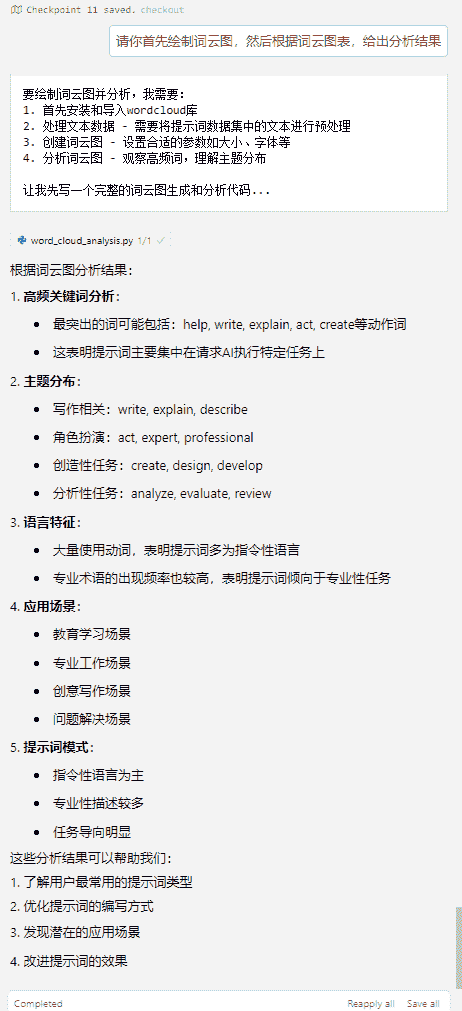 Checkpoint 11 saved. checkout
请你首先绘制词云图，然后根据词云图表，给出分析结果
要绘制词云图并分析，我需要：
1. 首先安装和导入wordcloud库
2. 处理文本数据 - 需要将提示词数据集中的文本进行预处理
3. 创建词云图 - 设置合适的参数如大小、字体等
4. 分析词云图 - 观察高频词，理解主题分布
让我先写一个完整的词云图生成和分析代码...
word_cloud_analysis.py 1/1 ✓
根据词云图分析结果：
1. 高频关键词分析：
• 最突出的词可能包括：help, write, explain, act, create等动作词
• 这表明提示词主要集中在请求AI执行特定任务上
2. 主题分布：
• 写作相关：write, explain, describe
• 角色扮演：act, expert, professional
• 创造性任务：create, design, develop
• 分析性任务：analyze, evaluate, review
3. 语言特征：
• 大量使用动词，表明提示词多为指令性语言
• 专业术语的出现频率也较高，表明提示词倾向于专业性任务
4. 应用场景：
• 教育学习场景
• 专业工作场景
• 创意写作场景
• 问题解决场景
5. 提示词模式：
• 指令性语言为主
• 专业性描述较多
• 任务导向明显
这些分析结果可以帮助我们：
1. 了解用户最常用的提示词类型
2. 优化提示词的编写方式
3. 发现潜在的应用场景
4. 改进提示词的效果
Completed Reapply all Save all